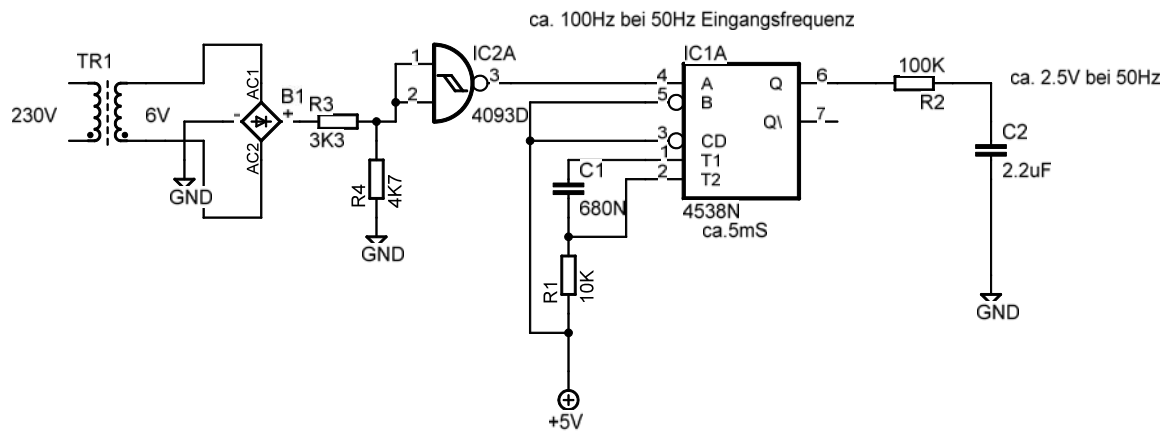 ca. 100Hz bei 50Hz Eingangsfrequenz
TR1
230V
6V
AC1
AC2
B1
-
+
GND
R3
3K3
R4
4K7
GND
1
2
3
IC2A
4093D
IC1A
4
5
3
1
2
A
B
CD
T1
T2
Q
Q\
6
7
4538N
ca.5mS
C1
680N
R1
10K
+5V
100K
R2
ca. 2.5V bei 50Hz
C2
2.2uF
GND